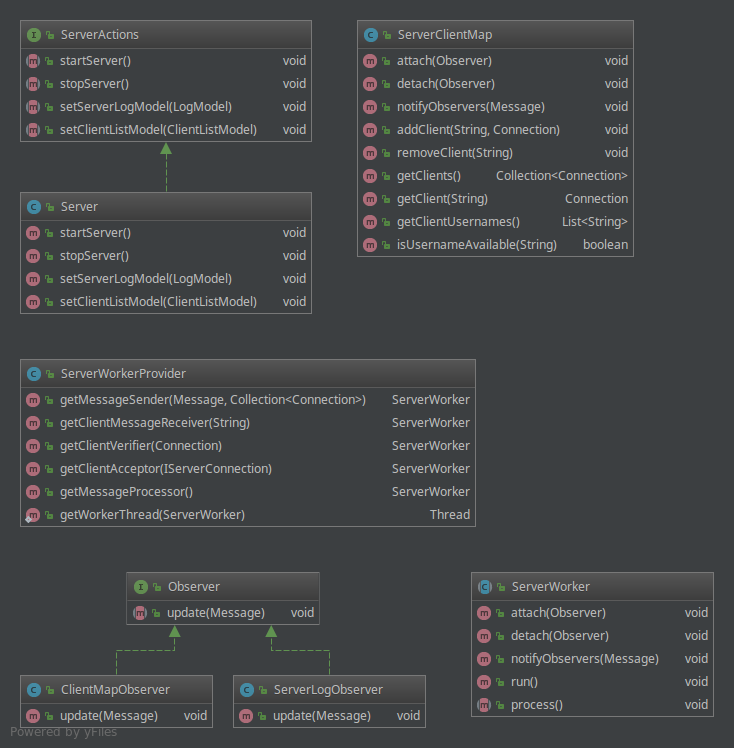 ServerActions
startServer() void
stopServer() void
setServerLogModel(LogModel) void
setClientListModel(ClientListModel) void
Server
startServer() void
stopServer() void
setServerLogModel(LogModel) void
setClientListModel(ClientListModel) void
ServerClientMap
attach(Observer) void
detach(Observer) void
notifyObservers(Message) void
addClient(String, Connection) void
removeClient(String) void
getClients() Collection<Connection>
getClient(String) Connection
getClientUsernames() List<String>
isUsernameAvailable(String) boolean
ServerWorkerProvider
getMessageSender(Message, Collection<Connection>) ServerWorker
getClientMessageReceiver(String) ServerWorker
getClientVerifier(Connection) ServerWorker
getClientAcceptor(IServerConnection) ServerWorker
getMessageProcessor() ServerWorker
getWorkerThread(ServerWorker) Thread
Observer
update(Message) void
ClientMapObserver
update(Message) void
ServerLogObserver
update(Message) void
ServerWorker
attach(Observer) void
detach(Observer) void
notifyObservers(Message) void
run() void
process() void
Powered by yFiles